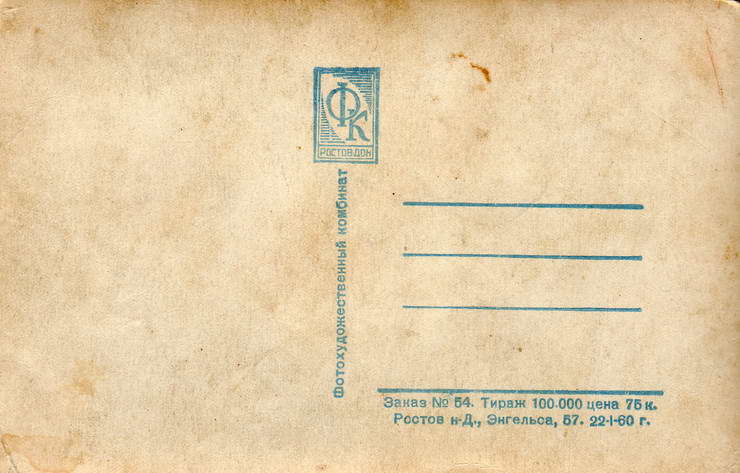 ФК
РОСТОВ-ДОН
Фотохудожественный комбинат
Заказ № 54. Тираж 100.000 цена 75 к.
Ростов н-Д., Энгельса, 57. 22-I-60 г.